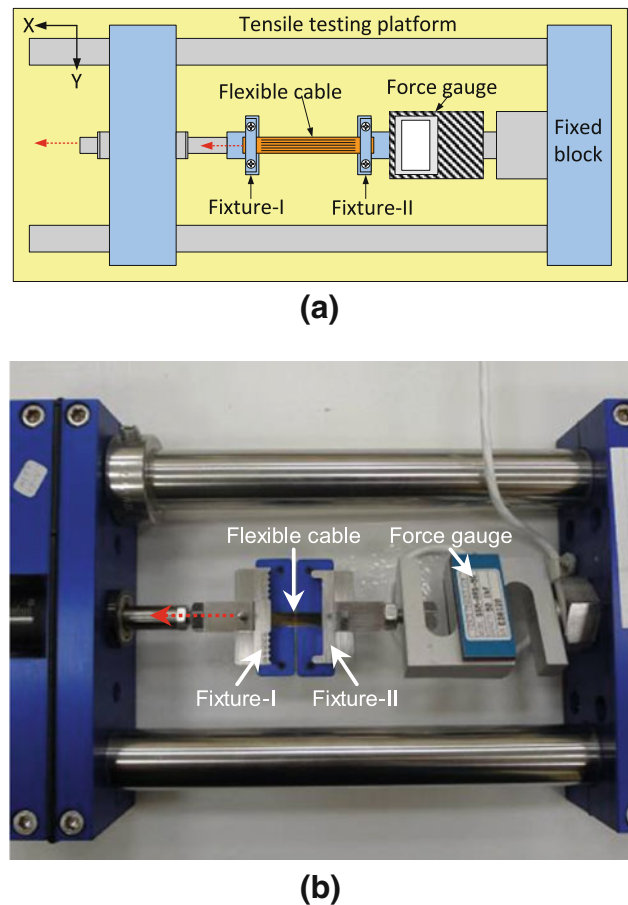 Tensile testing platform
X
Y
Flexible cable
Force gauge
Fixed
block
Fixture-I
Fixture-II
(a)
Flexible cable
Force gauge
Fixture-I
Fixture-II
(b)